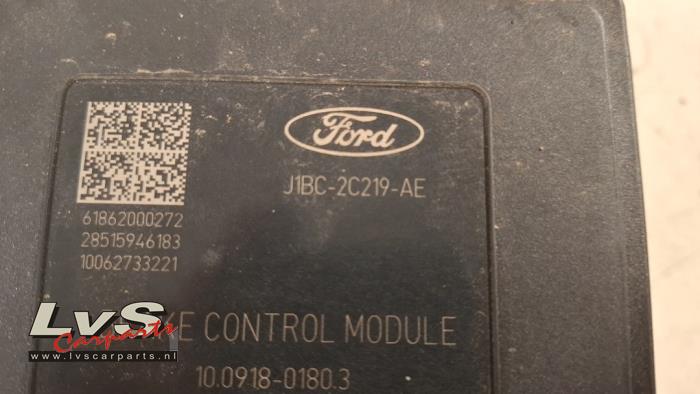 Ford
J1BC-2C219-AE
61862000272
28515946183
10062733221
CONTROL MODULE
10.0918-0180.3
LvS
Carparts
www.lvscarparts.nl